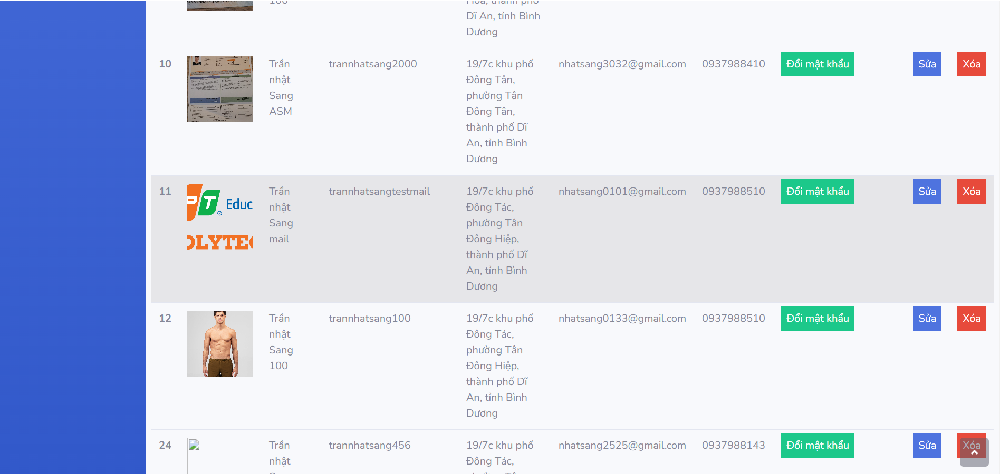 100
Hòa, thành phố
Dĩ An, tỉnh Bình
Dương
10
Trần
nhật
Sang
ASM
trannhatsang2000
19/7c khu phố
Đông Tân,
phường Tân
Đông Tân,
thành phố Dĩ
An, tỉnh Bình
Dương
nhatsang3032@gmail.com
0937988410
Đổi mật khẩu
Sửa
Xóa
11
PT Educ
OLYTEC
Trần
nhật
Sang
mail
trannhatsangtestmail
19/7c khu phố
Đông Tác,
phường Tân
Đông Hiệp,
thành phố Dĩ
An, tỉnh Bình
Dương
nhatsang0101@gmail.com
0937988510
Đổi mật khẩu
Sửa
Xóa
12
Trần
nhật
Sang
100
trannhatsang100
19/7c khu phố
Đông Tác,
phường Tân
Đông Hiệp,
thành phố Dĩ
An, tỉnh Bình
Dương
nhatsang0133@gmail.com
0937988510
Đổi mật khẩu
Sửa
Xóa
24
Trần
nhật
trannhatsang456
19/7c khu phố
Đông Tác,
nhatsang2525@gmail.com
0937988143
Đổi mật khẩu
Sửa
Xóa